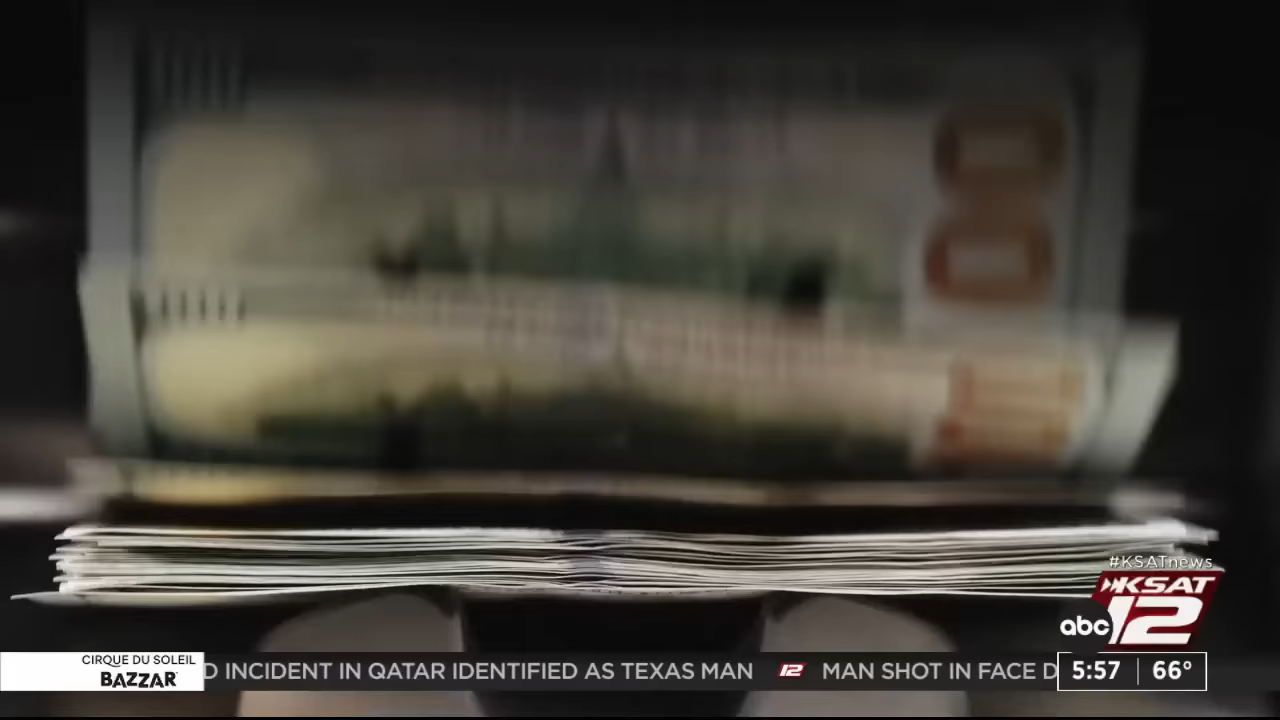 #KSATnews
KSAT
abc 12
CIRQUE DU SOLEIL
BAZZAR
D INCIDENT IN QATAR IDENTIFIED AS TEXAS MAN 12 MAN SHOT IN FACE D
5:57 66°